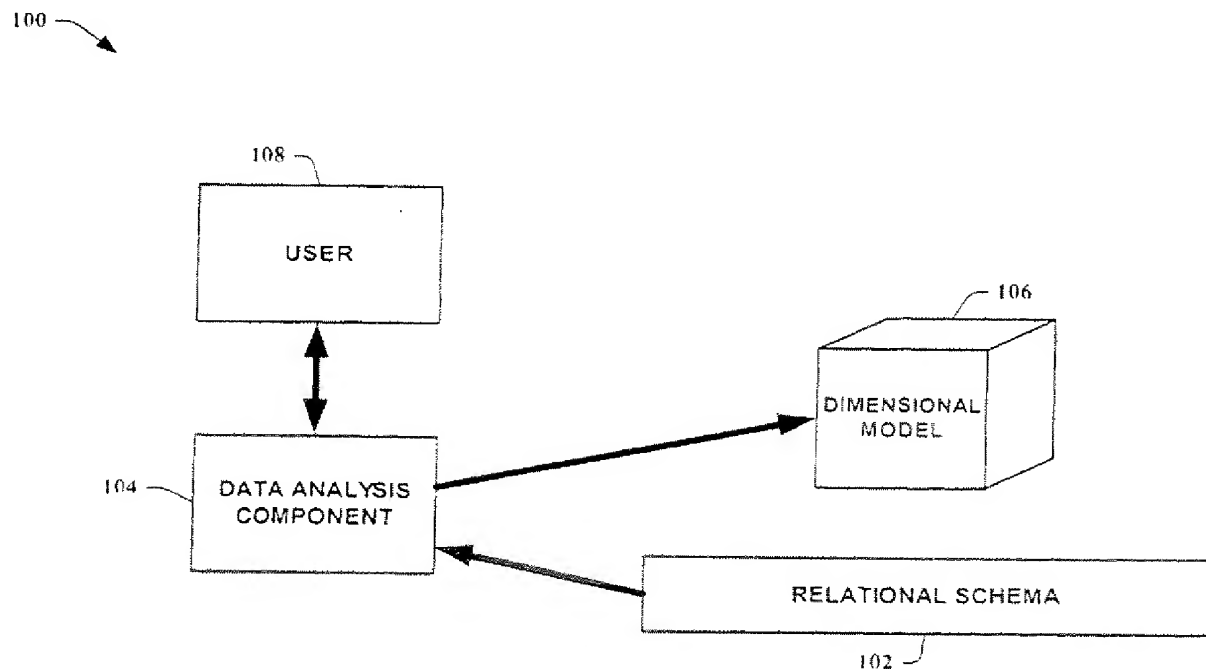 100
108
USER
106
DIMENSIONAL
MODEL
104
DATA ANALYSIS
COMPONENT
RELATIONAL SCHEMA
102